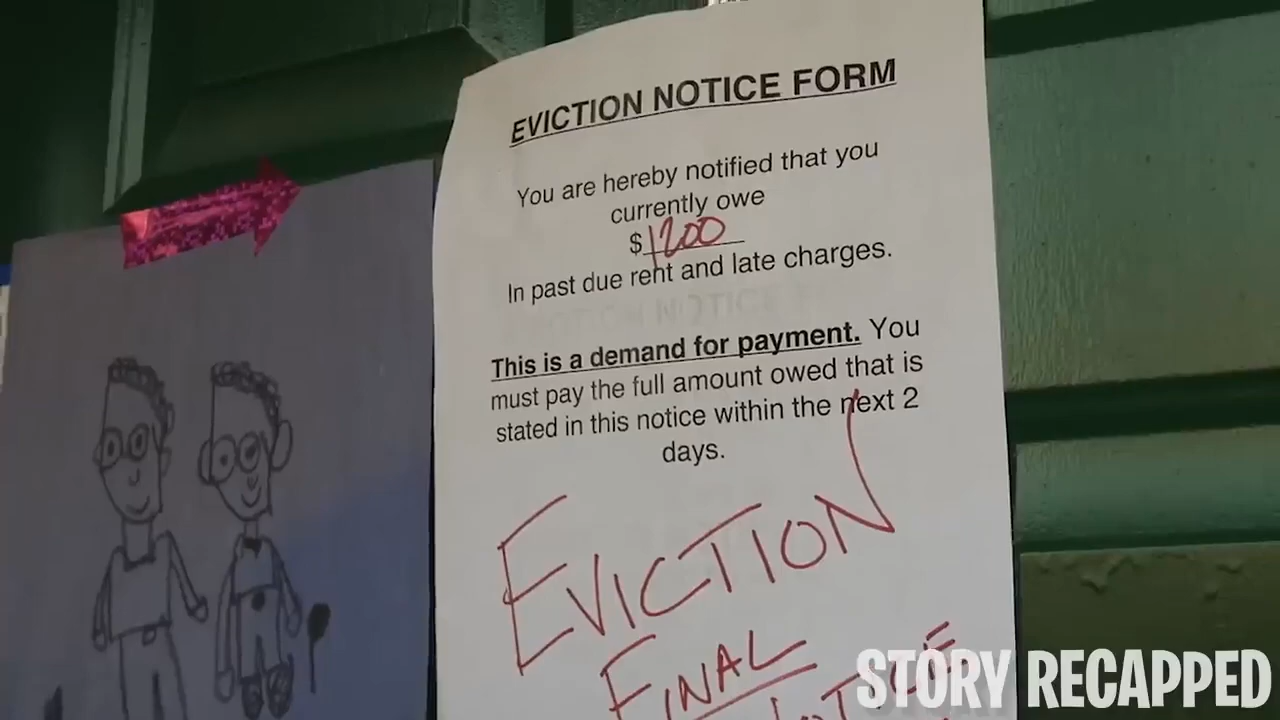 EVICTION NOTICE FORM
You are hereby notified that you
currently owe
$1200
In past due rent and late charges.
This is a demand for payment. You
must pay the full amount owed that is
stated in this notice within the next 2
days.
EVICTION
FINAL
NOTICE
STORY RECAPPED